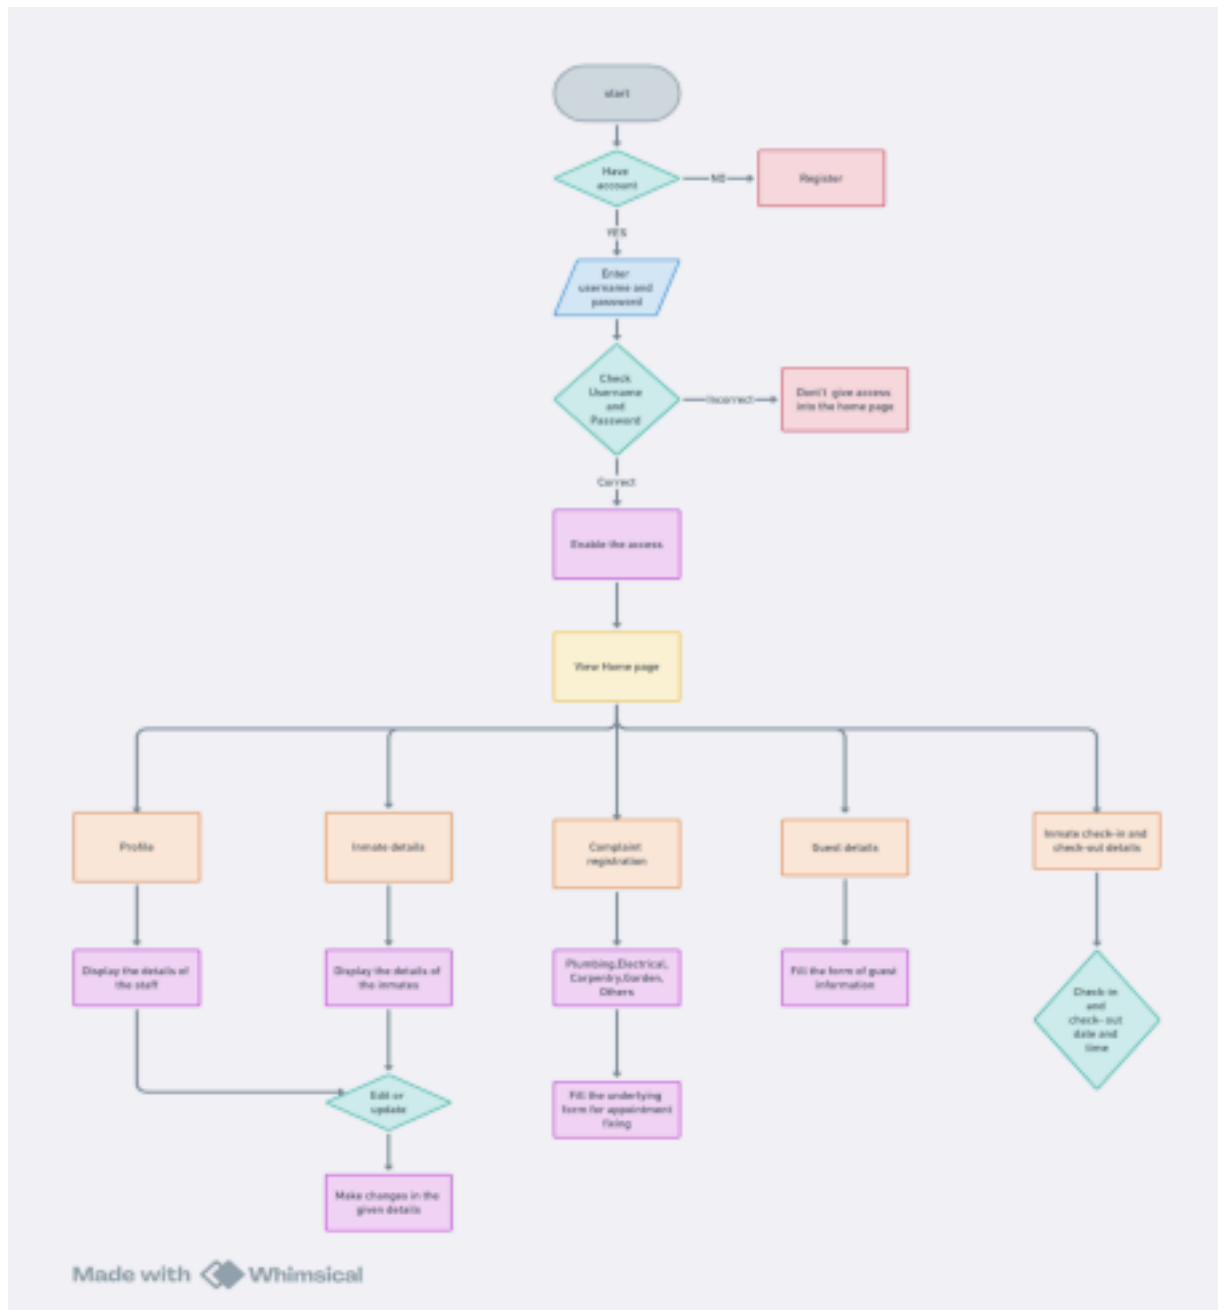 start
Have
account
NO
Register
YES
Enter
username and
password
Check
Username
and
Password
Incorrect
Don't give access
into the home page
Correct
Enable the access
View Home page
Profile
Inmate details
Complaint
registration
Guest details
Inmate check-in and
check-out details
Display the details of
the staff
Display the details of
the inmates
Plumbing,Electrical,
Carpentry,Garden,
Others
Fill the form of guest
information
Check-in
and
check-out
date and
time
Edit or
update
Fill the underlying
form for appointment
fixing
Make changes in the
given details
Made with Whimsical